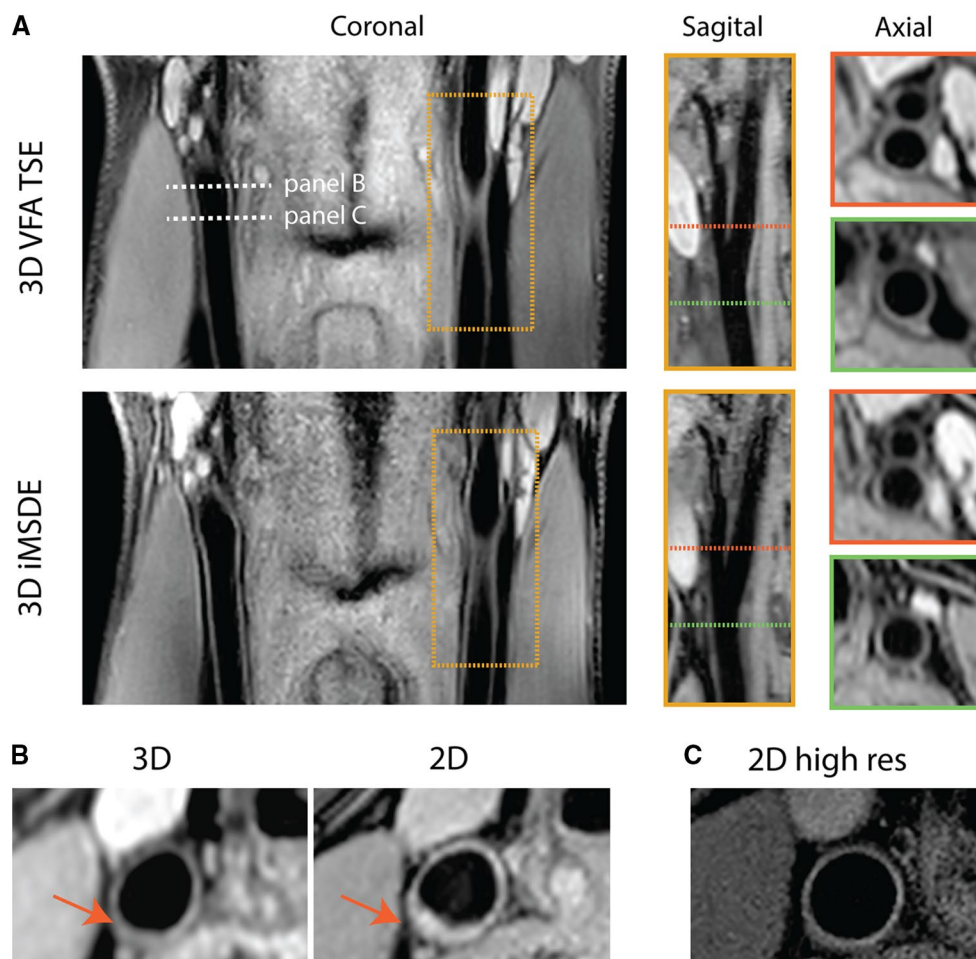 A
Coronal
Sagital
Axial
3D VFA TSE
panel B
panel C
3D iMSDE
B
3D
2D
C
2D high res